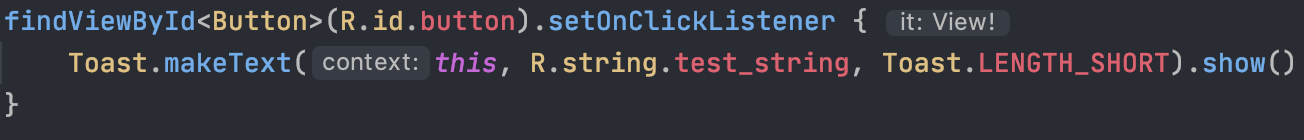 findViewById<Button>(R.id.button).setOnClickListener { it: View!
Toast.makeText( context: this, R.string.test_string, Toast.LENGTH_SHORT).show()
}